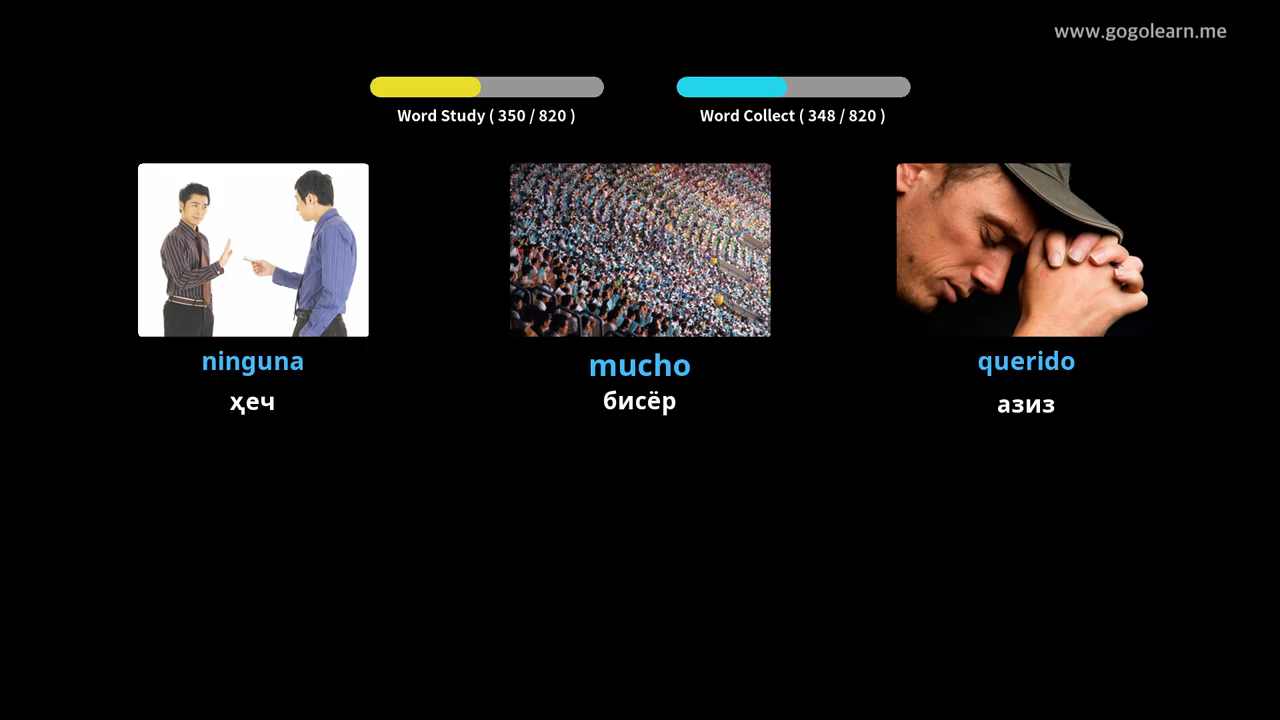 www.gogolearn.me
Word Study ( 350 / 820 )
Word Collect ( 348 / 820 )
ninguna
mucho
querido
ҳеч
бисёр
азиз